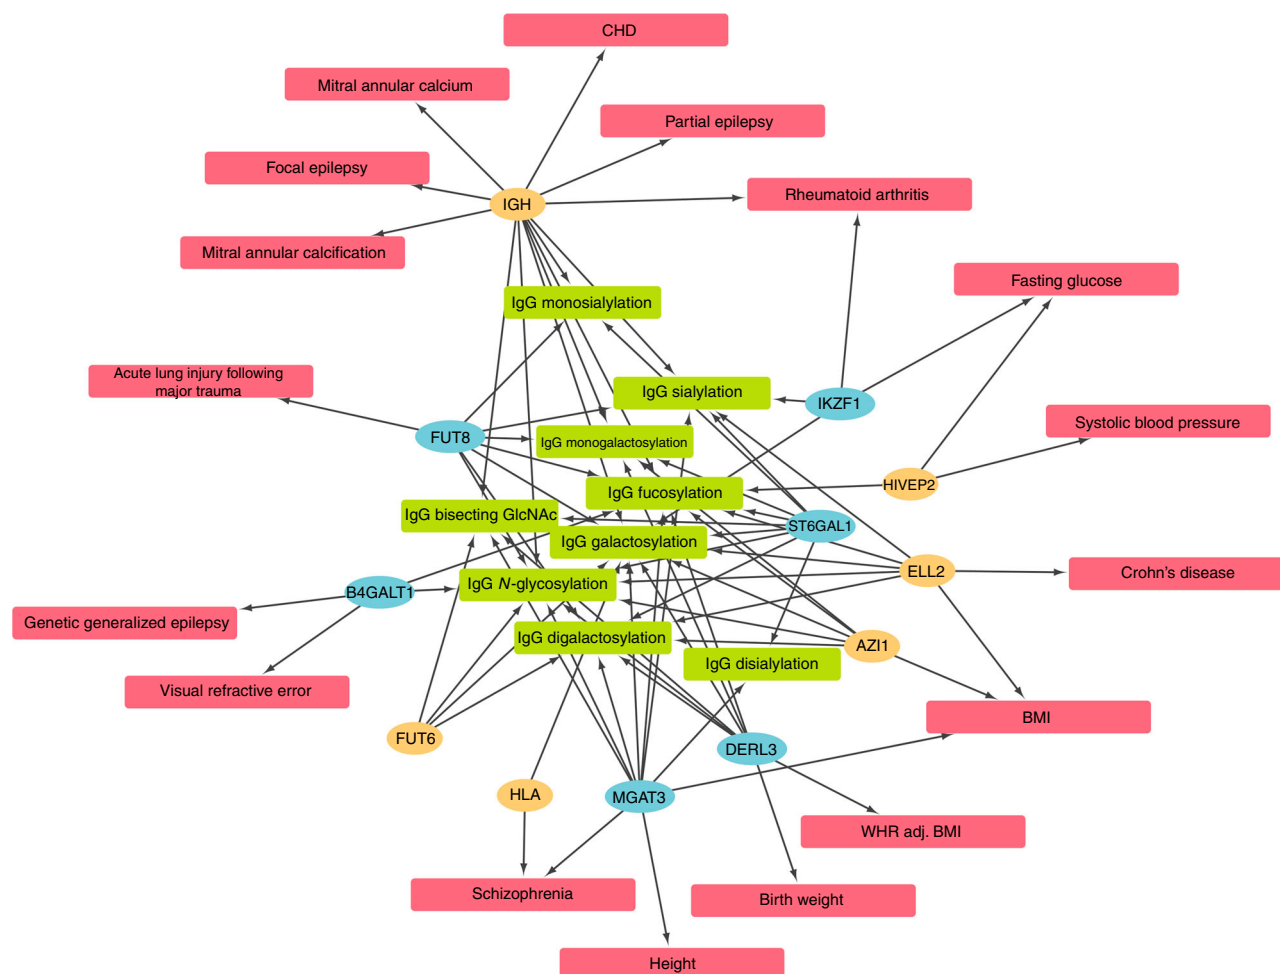 CHD
Mitral annular calcium
Partial epilepsy
Focal epilepsy
Rheumatoid arthritis
IGH
Mitral annular calcification
Fasting glucose
IgG monosialylation
Acute lung injury following
major trauma
IgG sialylation
IKZF1
Systolic blood pressure
FUT8
IgG monogalactosylation
HIVEP2
IgG fucosylation
IgG bisecting GlcNAc
ST6GAL1
IgG galactosylation
ELL2
Crohn's disease
B4GALT1
IgG N-glycosylation
Genetic generalized epilepsy
IgG digalactosylation
AZI1
IgG disialylation
Visual refractive error
BMI
FUT6
DERL3
HLA
MGAT3
WHR adj. BMI
Schizophrenia
Birth weight
Height